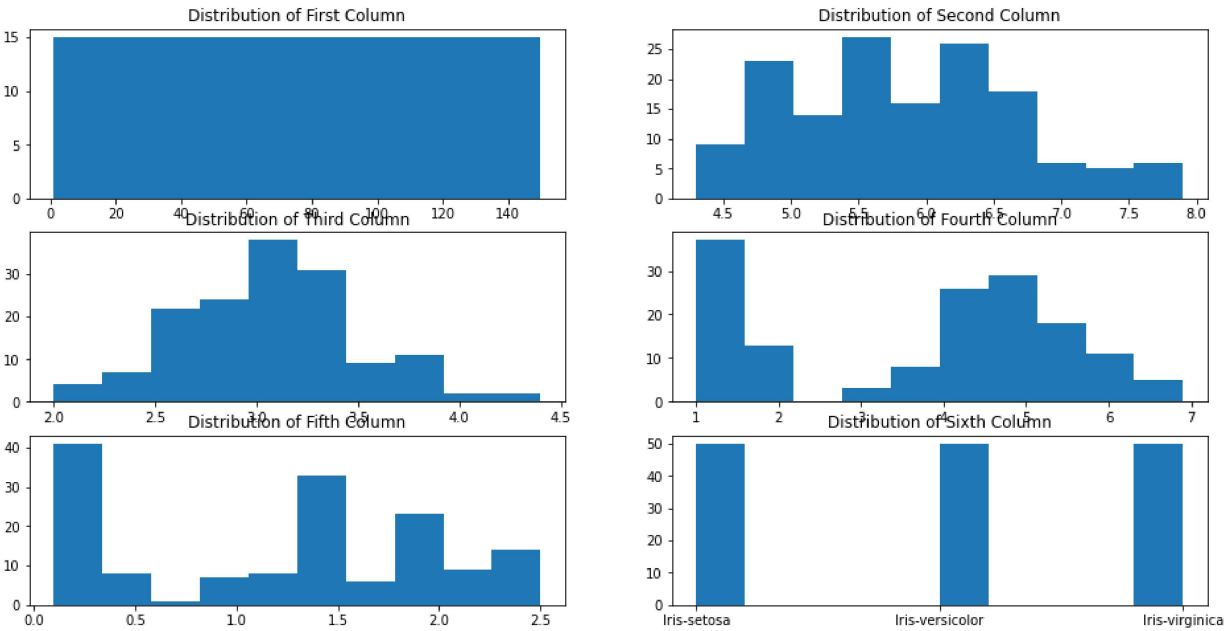 Distribution of First Column
15
10
5
0
0 20 40 60 80 100 120 140
Distribution of Second Column
25
20
15
10
5
0
4.5 5.0 5.5 6.0 6.5 7.0 7.5 8.0
Distribution of Third Column
30
20
10
0
2.0 2.5 3.0 3.5 4.0 4.5
Distribution of Fourth Column
30
20
10
0
1 2 3 4 5 6 7
Distribution of Fifth Column
40
30
20
10
0
0.0 0.5 1.0 1.5 2.0 2.5
Distribution of Sixth Column
50
40
30
20
10
0
Iris-setosa Iris-versicolor Iris-virginica